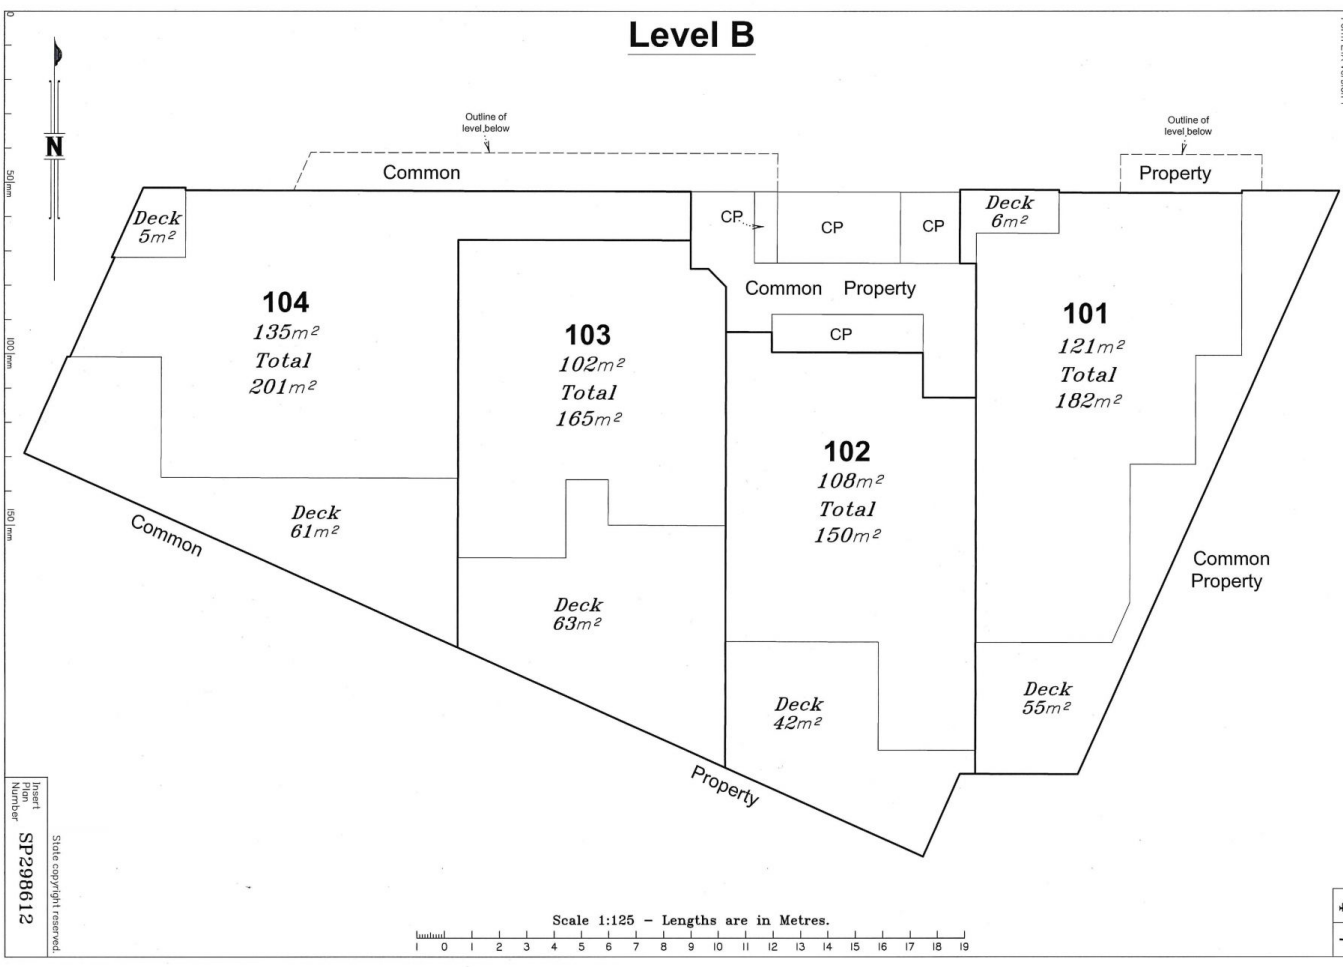 Level B
Outline of
level below
Outline of
level below
N
Common
Property
Deck
5m²
CP
CP
CP
Deck
6m²
Common Property
CP
104
135m²
Total
201m²
103
102m²
Total
165m²
101
121m²
Total
182m²
102
108m²
Total
150m²
Deck
61m²
Common
Common
Property
Deck
63m²
Deck
42m²
Deck
55m²
Property
0
50 mm
100 mm
150 mm
Insert
Plan
Number
SP298612
State copyright reserved.
Scale 1:125 – Lengths are in Metres.
1 0 1 2 3 4 5 6 7 8 9 10 11 12 13 14 15 16 17 18 19